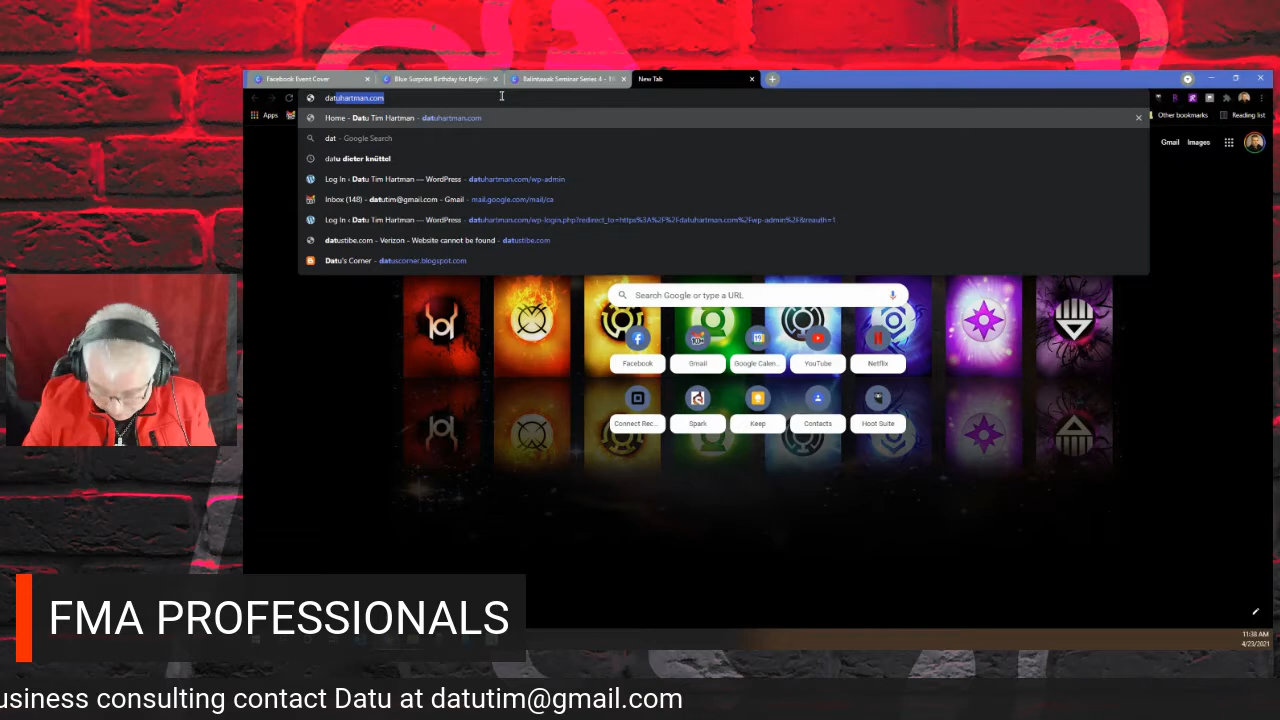 Facebook Event Cover
Blue Surprise Birthday for Boyfri
Balintawak Seminar Series 4 -
New Tab
datuhartman.com
Apps
Other bookmarks
Reading list
Home - Datu Tim Hartman - datuhartman.com
dat - Google Search
datu dieter knüttel
Log In ‹ Datu Tim Hartman — WordPress - datuhartman.com/wp-admin
Inbox (148) - datutim@gmail.com - Gmail - mail.google.com/mail/ca
Log In ‹ Datu Tim Hartman — WordPress - datuhartman.com/wp-login.php?redirect_to=https%3A%2F%2Fdatuhartman.com%2Fwp-admin%2F&reauth=1
datustibe.com - Verizon - Website cannot be found - datustibe.com
Datu's Corner - datuscorner.blogspot.com
Gmail Images
Search Google or type a URL
Facebook Gmail Google Calen... YouTube Netflix
Connect Rec... Spark Keep Contacts Hoot Suite
FMA PROFESSIONALS
11:38 AM
4/23/2021
usiness consulting contact Datu at datutim@gmail.com